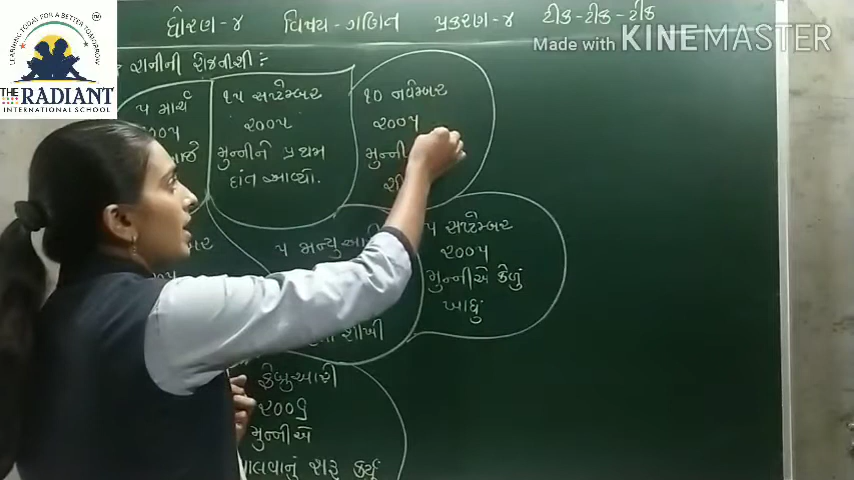 ધોરણ - ૪ વિષય - ગણિત પ્રકરણ - ૪ ટીક - ટીક - ટીક
Made with KINEMASTER
LEARNING TODAY FOR A BETTER TOMORROW
THE RADIANT
INTERNATIONAL SCHOOL
રાનીની રોજનીશી :-
૫ માર્ચ
૨૦૦૫
૧૫ સપ્ટેમ્બર
૨૦૦૫
મુન્નીને પ્રથમ
દાંત આવ્યો.
૧૦ નવેમ્બર
૨૦૦૫
૫ જાન્યુઆરી
શીખી
૫ સપ્ટેમ્બર
૨૦૦૫
મુન્નીએ કેળું
ખાધું
ફેબ્રુઆરી
૨૦૦૬
મુન્નીએ
ચાલવાનું શરૂ કર્યું